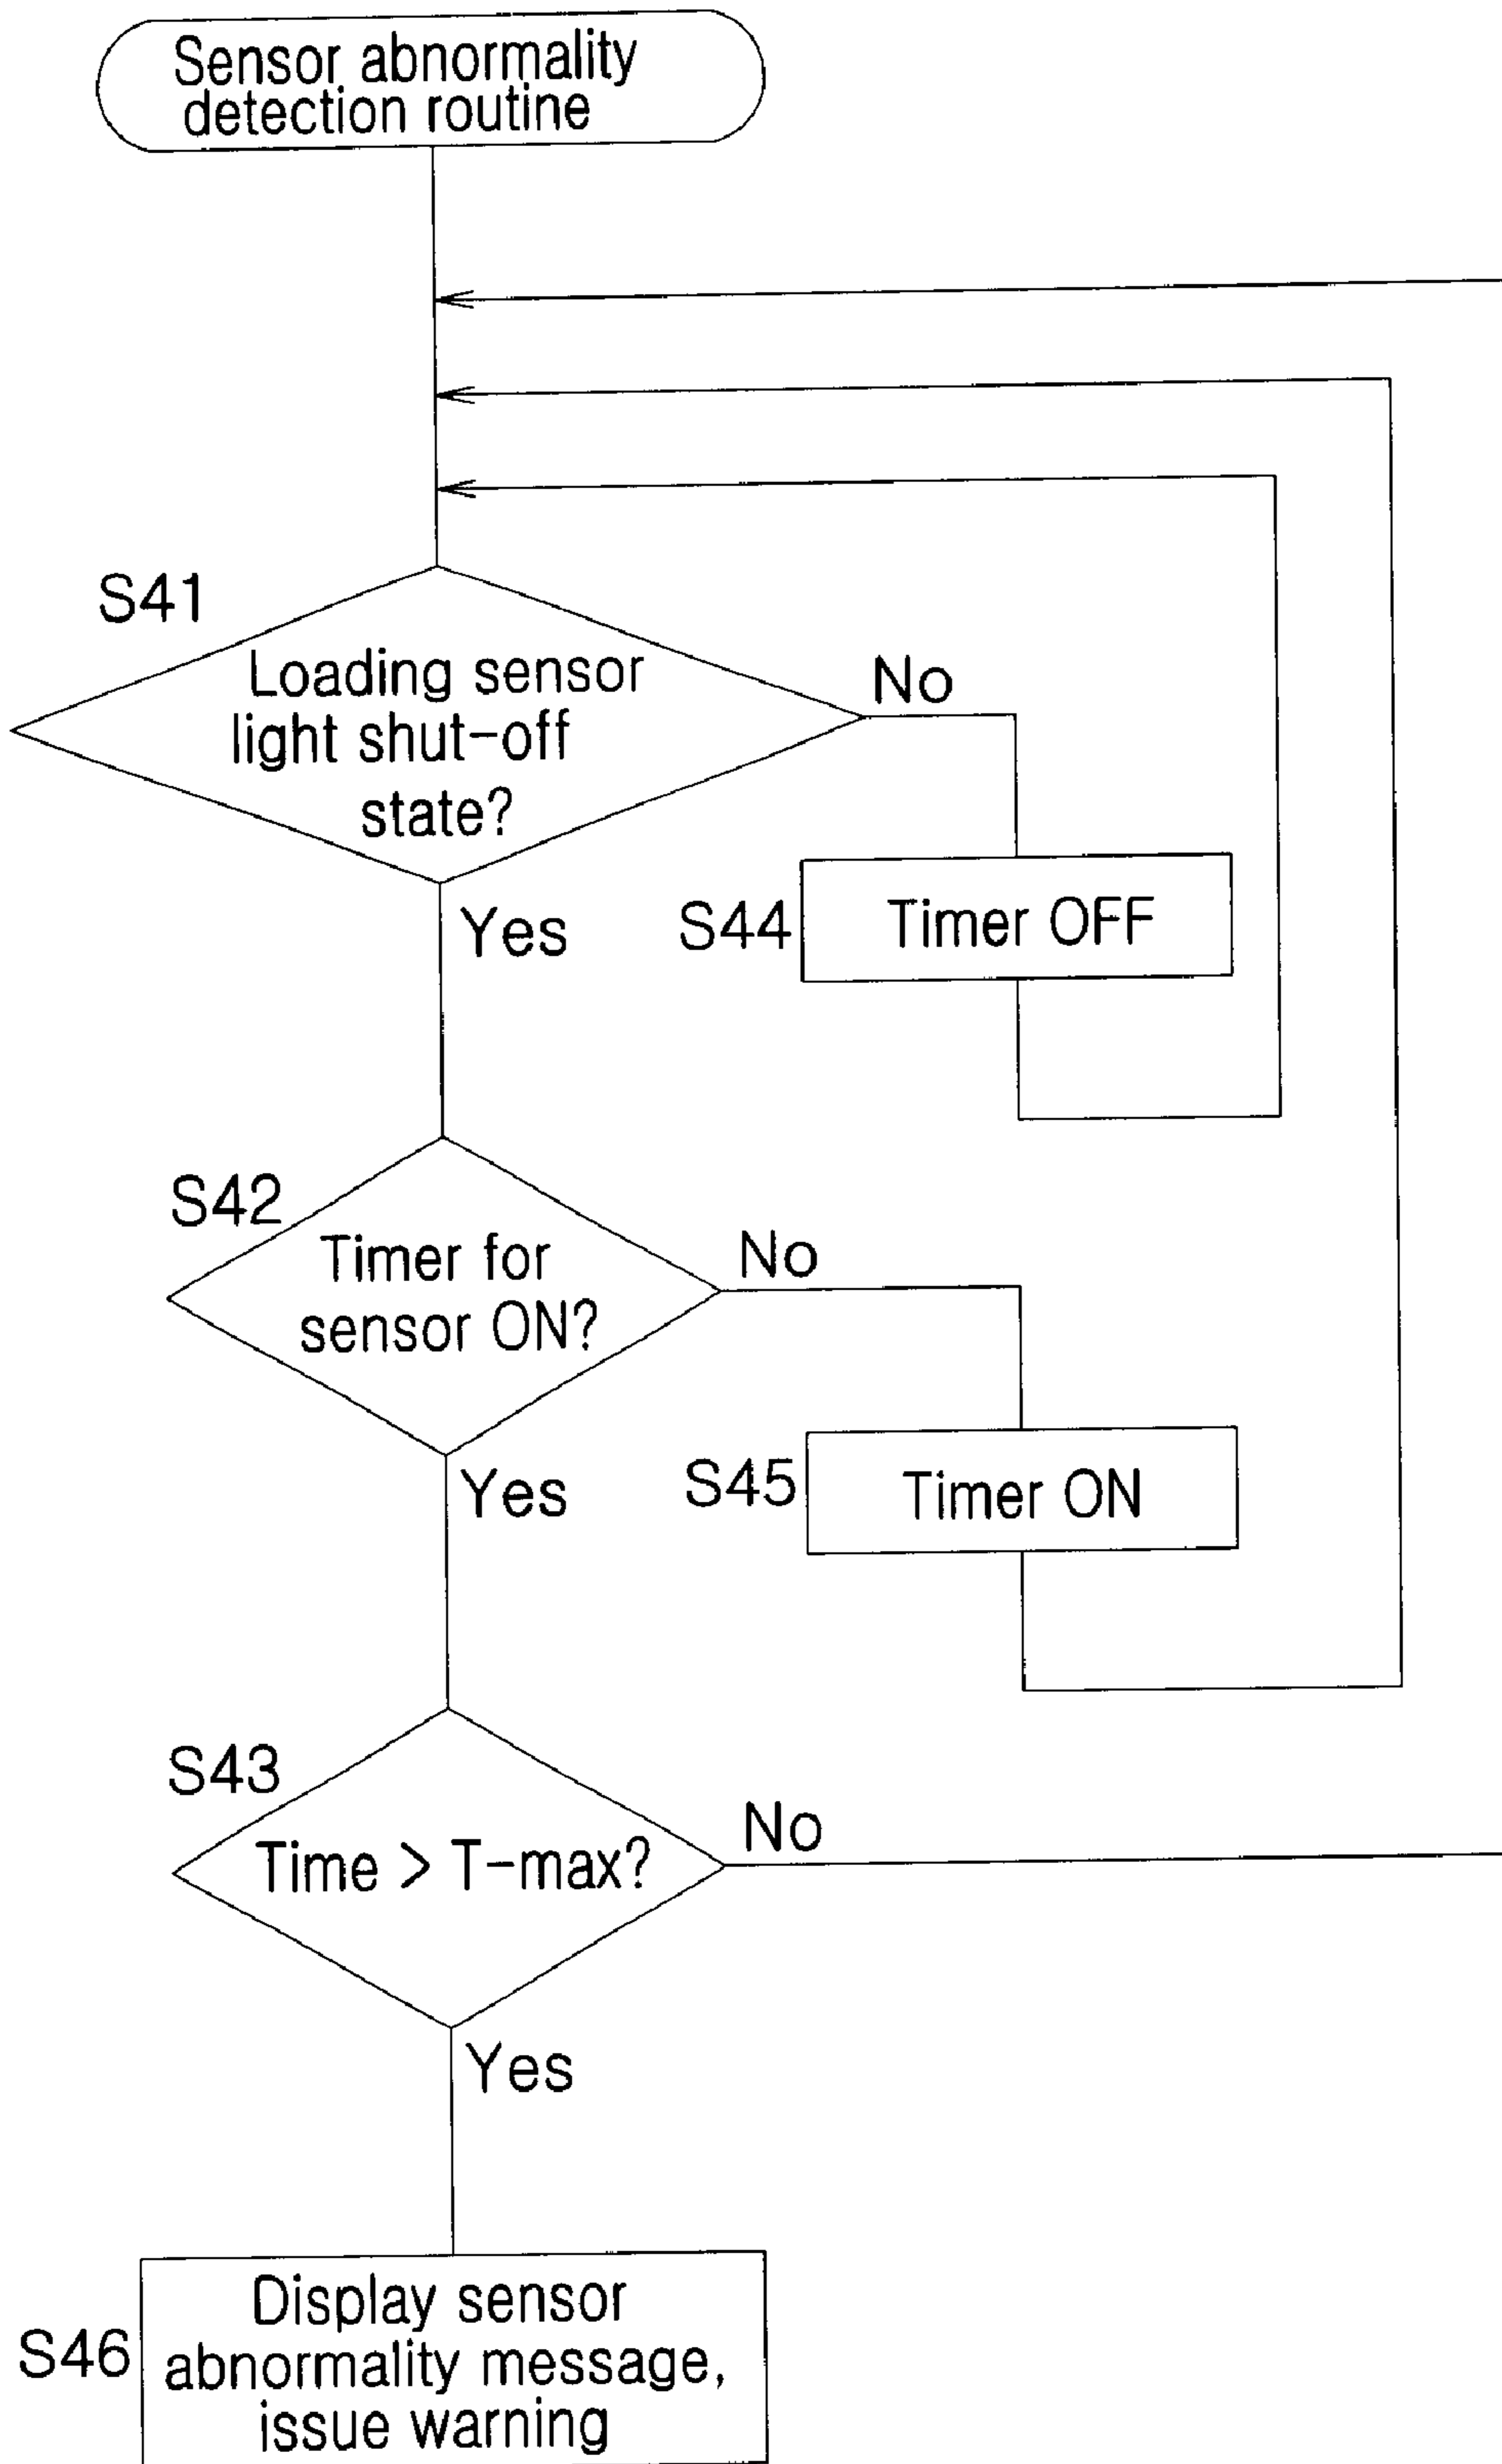 Sensor abnormality
detection routine
S41
Loading sensor
light shut-off
state?
No
Yes
S44
Timer OFF
S42
Timer for
sensor ON?
No
Yes
S45
Timer ON
S43
Time > T-max?
No
Yes
S46
Display sensor
abnormality message,
issue warning